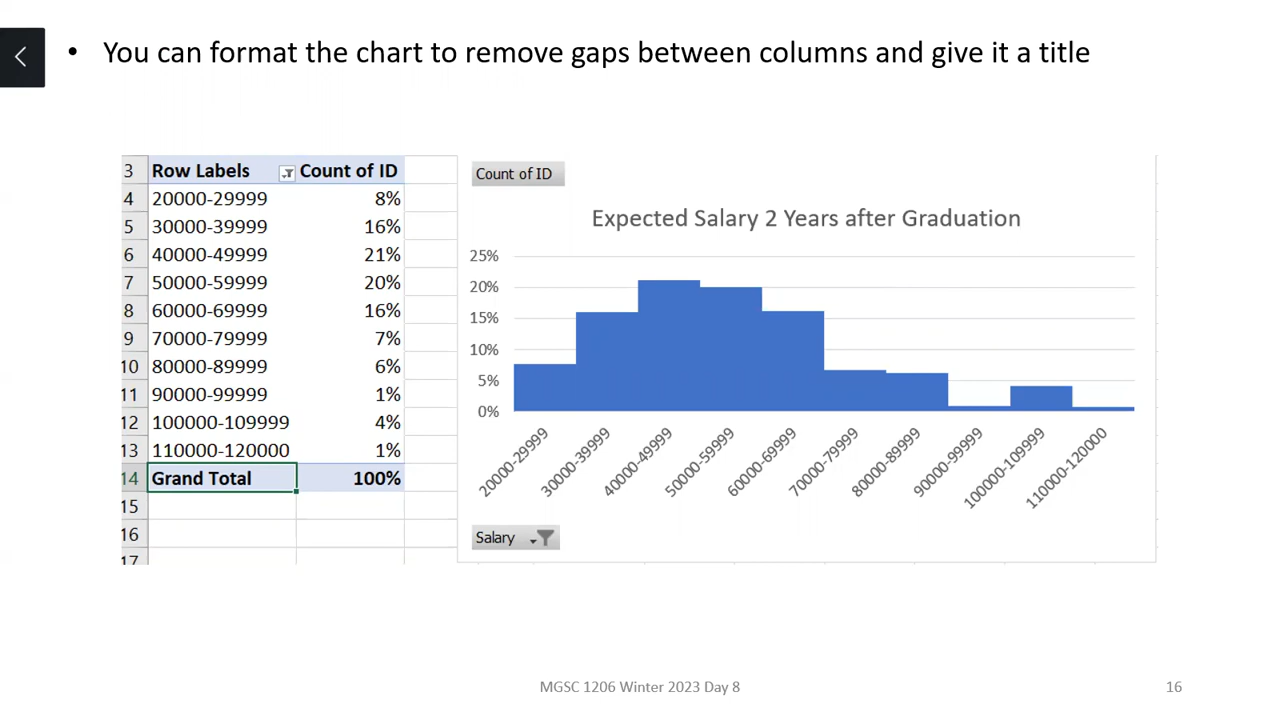 • You can format the chart to remove gaps between columns and give it a title
3 Row Labels Count of ID
4 20000-29999 8%
5 30000-39999 16%
6 40000-49999 21%
7 50000-59999 20%
8 60000-69999 16%
9 70000-79999 7%
10 80000-89999 6%
11 90000-99999 1%
12 100000-109999 4%
13 110000-120000 1%
14 Grand Total 100%
15
16
17
Count of ID
Expected Salary 2 Years after Graduation
25%
20%
15%
10%
5%
0%
20000-29999
30000-39999
40000-49999
50000-59999
60000-69999
70000-79999
80000-89999
90000-99999
100000-109999
110000-120000
Salary
MGSC 1206 Winter 2023 Day 8
16